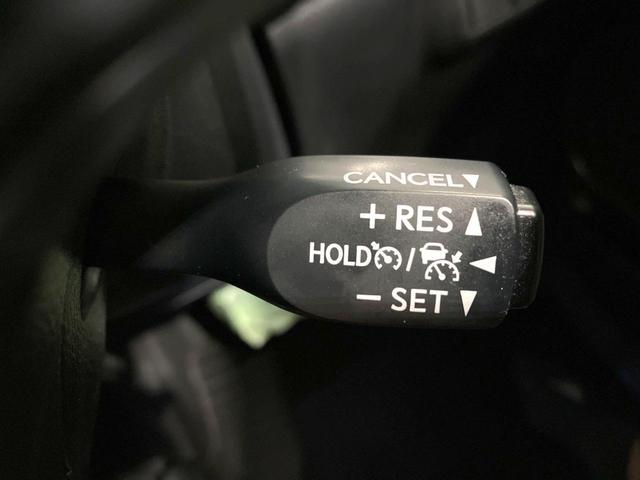 CANCEL▼
+ RES ▲
HOLD / ◄
− SET ▼